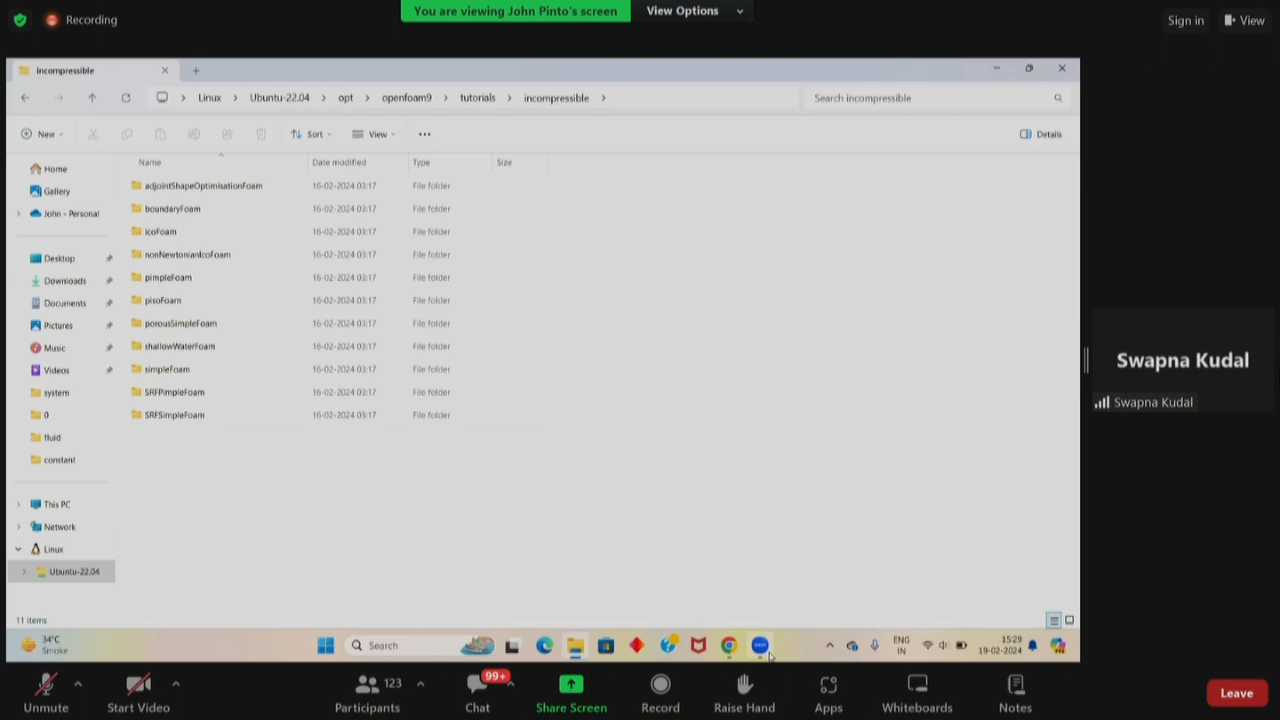 Recording
You are viewing John Pinto's screen
View Options
Sign in
View
incompressible
Linux > Ubuntu-22.04 > opt > openfoam9 > tutorials > incompressible >
Search incompressible
New
Sort
View
Details
Name Date modified Type Size
Home
Gallery
John - Personal
Desktop
Downloads
Documents
Pictures
Music
Videos
system
0
fluid
constant
This PC
Network
Linux
Ubuntu-22.04
adjointShapeOptimisationFoam 16-02-2024 03:17 File folder
boundaryFoam 16-02-2024 03:17 File folder
icoFoam 16-02-2024 03:17 File folder
nonNewtonianIcoFoam 16-02-2024 03:17 File folder
pimpleFoam 16-02-2024 03:17 File folder
pisoFoam 16-02-2024 03:17 File folder
porousSimpleFoam 16-02-2024 03:17 File folder
shallowWaterFoam 16-02-2024 03:17 File folder
simpleFoam 16-02-2024 03:17 File folder
SRFPimpleFoam 16-02-2024 03:17 File folder
SRFSimpleFoam 16-02-2024 03:17 File folder
11 items
Swapna Kudal
Swapna Kudal
34°C
Smoke
Search
ENG
IN
15:29
19-02-2024
Unmute
Start Video
123
Participants
99+
Chat
Share Screen
Record
Raise Hand
Apps
Whiteboards
Notes
Leave